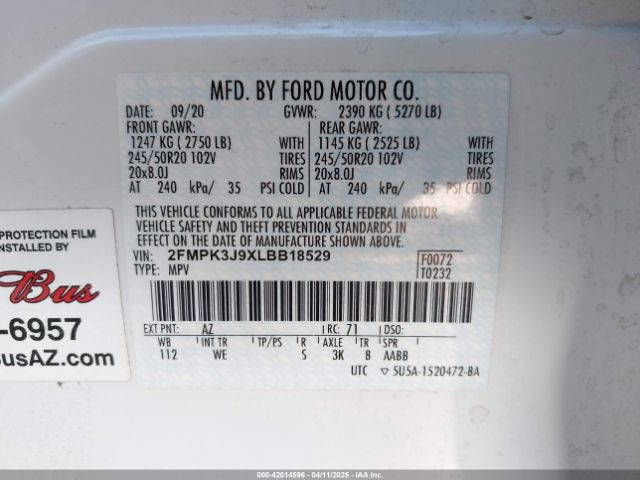 MFD. BY FORD MOTOR CO.
DATE: 09/20 GVWR: 2390 KG ( 5270 LB)
FRONT GAWR: REAR GAWR:
1247 KG ( 2750 LB) WITH 1145 KG ( 2525 LB) WITH
245/50R20 102V TIRES 245/50R20 102V TIRES
20x8.0J RIMS 20x8.0J RIMS
AT 240 kPa/ 35 PSI COLD AT 240 kPa/ 35 PSI COLD
THIS VEHICLE CONFORMS TO ALL APPLICABLE FEDERAL MOTOR
VEHICLE SAFETY AND THEFT PREVENTION STANDARDS IN
EFFECT ON THE DATE OF MANUFACTURE SHOWN ABOVE.
VIN: 2FMPK3J9XLBB18529 F0072
TYPE: MPV T0232
EXT PNT: AZ RC: 71 DSO:
WB INT TR TP/PS R AXLE TR SPR
112 WE S 3K 8 AABB
UTC ▽ 5U5A-1520472-BA
PROTECTION FILM
INSTALLED BY
Bus
-6957
BusAZ.com
000-42014596 - 04/11/2025 - IAA Inc.